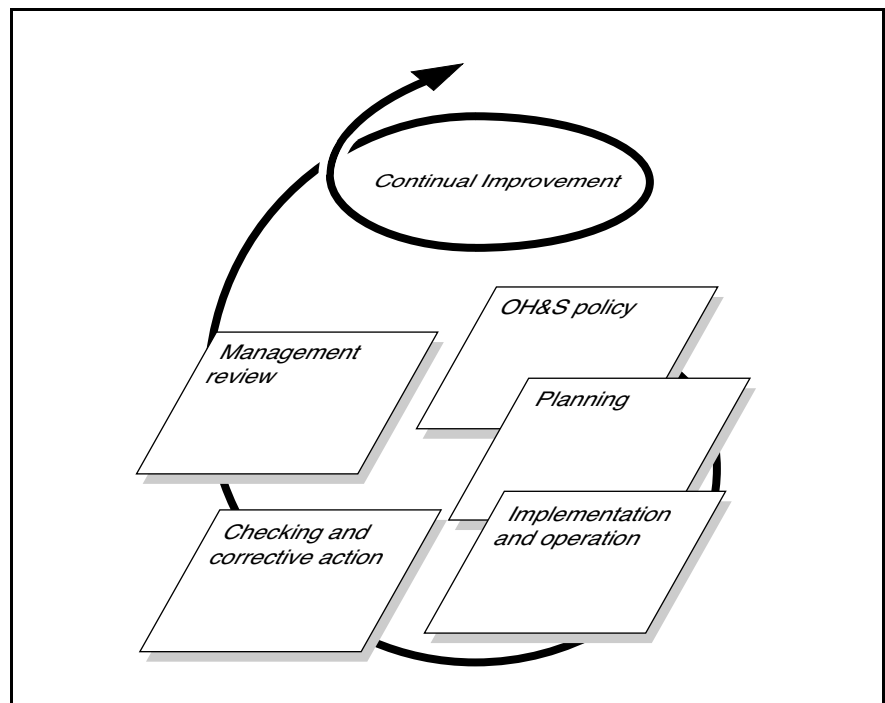 Continual Improvement
OH&S policy
Management
review
Planning
Implementation
and operation
Checking and
corrective action